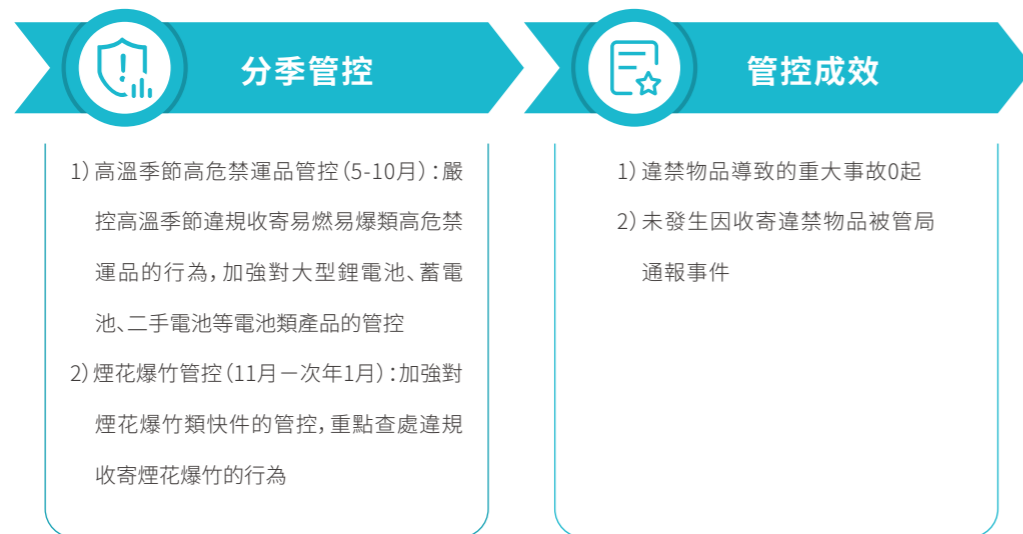 分季管控
1)高溫季節高危禁運品管控(5-10月):嚴
控高溫季節違規收寄易燃易爆類高危禁
運品的行為,加強對大型鋰電池、蓄電
池、二手電池等電池類產品的管控
2)煙花爆竹管控(11月－次年1月):加強對
煙花爆竹類快件的管控,重點查處違規
收寄煙花爆竹的行為
管控成效
1)違禁物品導致的重大事故0起
2)未發生因收寄違禁物品被管局
通報事件